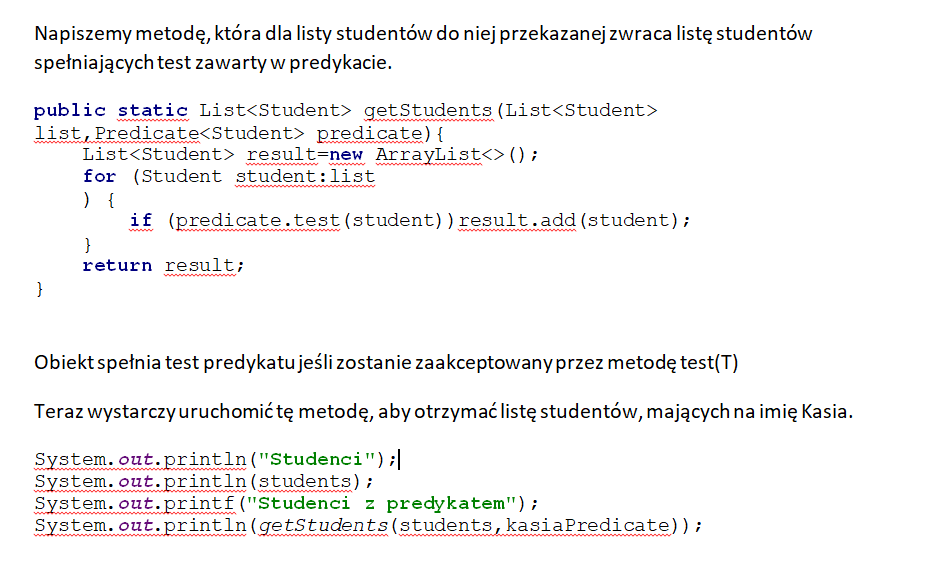 Napiszemy metodę, która dla listy studentów do niej przekazanej zwraca listę studentów
spełniających test zawarty w predykacie.
public static List<Student> getStudents(List<Student>
list,Predicate<Student> predicate){
    List<Student> result=new ArrayList<>();
    for (Student student:list
    ) {
        if (predicate.test(student))result.add(student);
    }
    return result;
}
Obiekt spełnia test predykatu jeśli zostanie zaakceptowany przez metodę test(T)
Teraz wystarczy uruchomić tę metodę, aby otrzymać listę studentów, mających na imię Kasia.
System.out.println("Studenci");
System.out.println(students);
System.out.printf("Studenci z predykatem");
System.out.println(getStudents(students,kasiaPredicate));